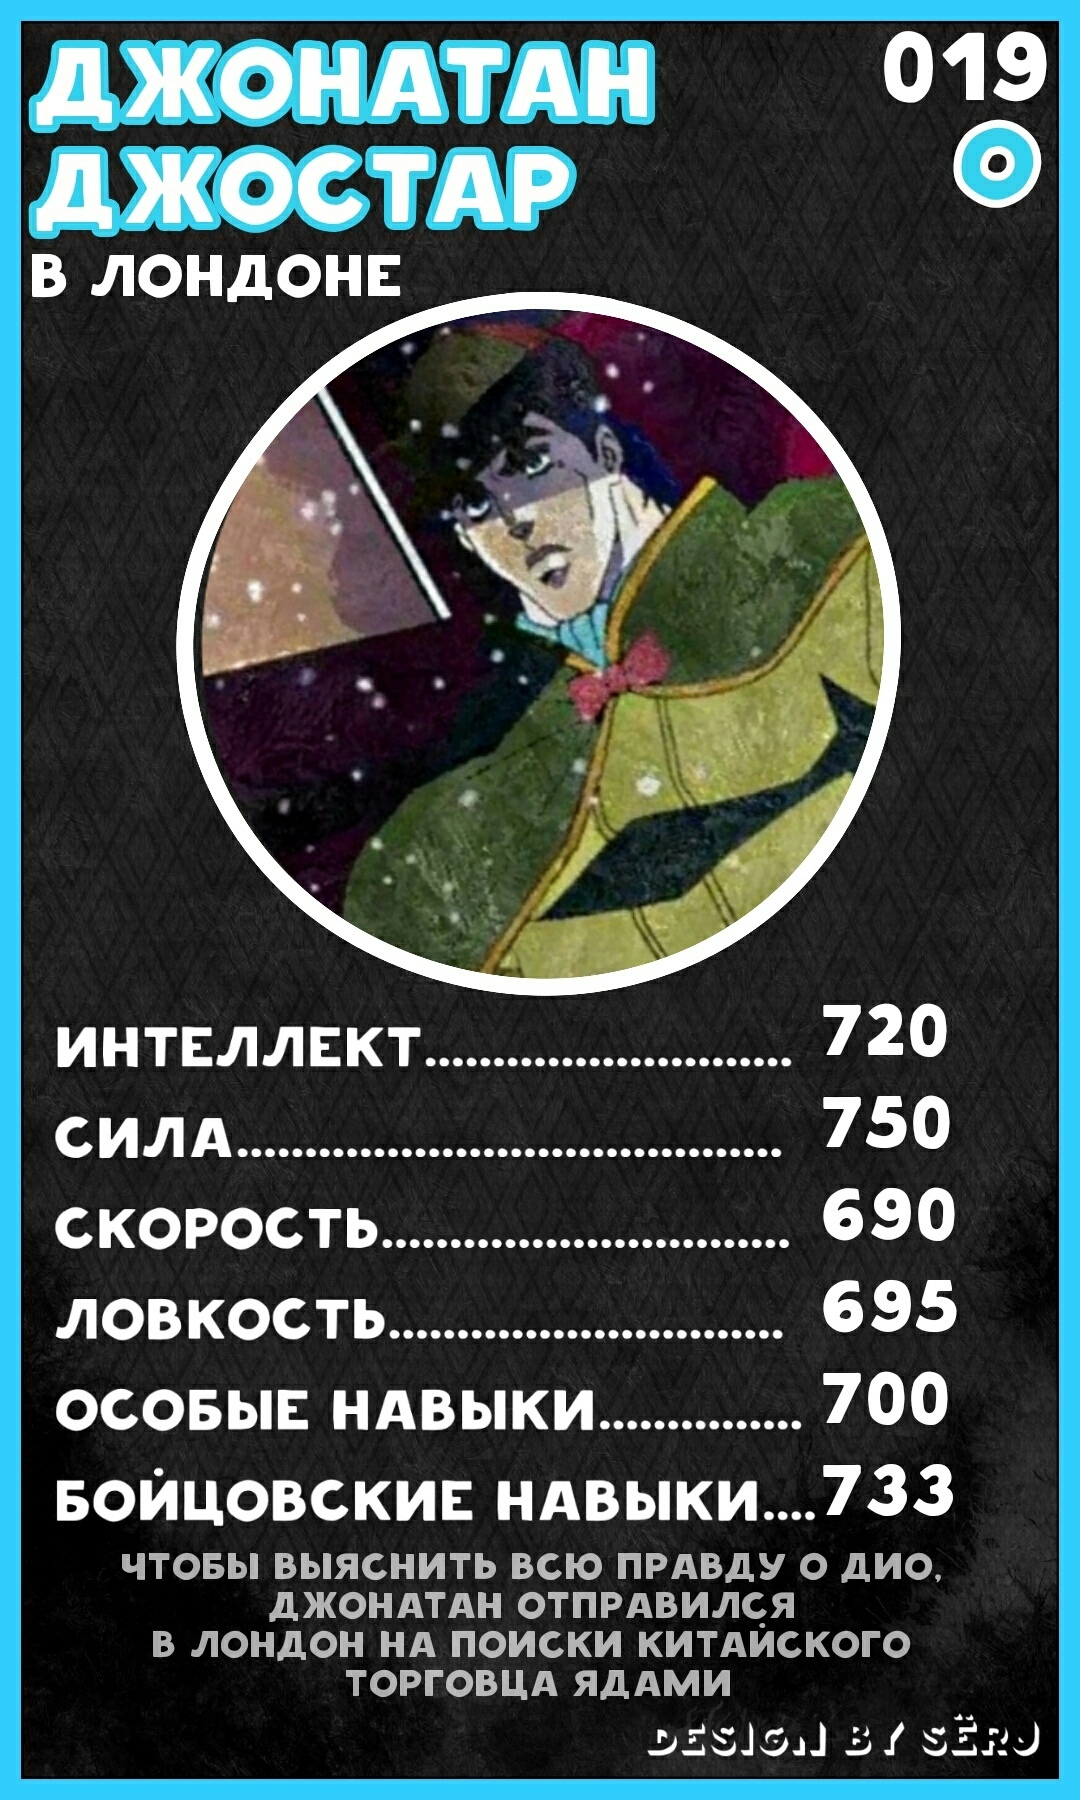 ДЖОНАТАН
ДЖОСТАР
В ЛОНДОНЕ
019
ИНТЕЛЛЕКТ........................... 720
СИЛА........................................ 750
СКОРОСТЬ.............................. 690
ЛОВКОСТЬ............................. 695
ОСОБЫЕ НАВЫКИ............... 700
БОЙЦОВСКИЕ НАВЫКИ....733
ЧТОБЫ ВЫЯСНИТЬ ВСЮ ПРАВДУ О ДИО,
ДЖОНАТАН ОТПРАВИЛСЯ
В ЛОНДОН НА ПОИСКИ КИТАЙСКОГО
ТОРГОВЦА ЯДАМИ
DESIGN BY SЁRJ